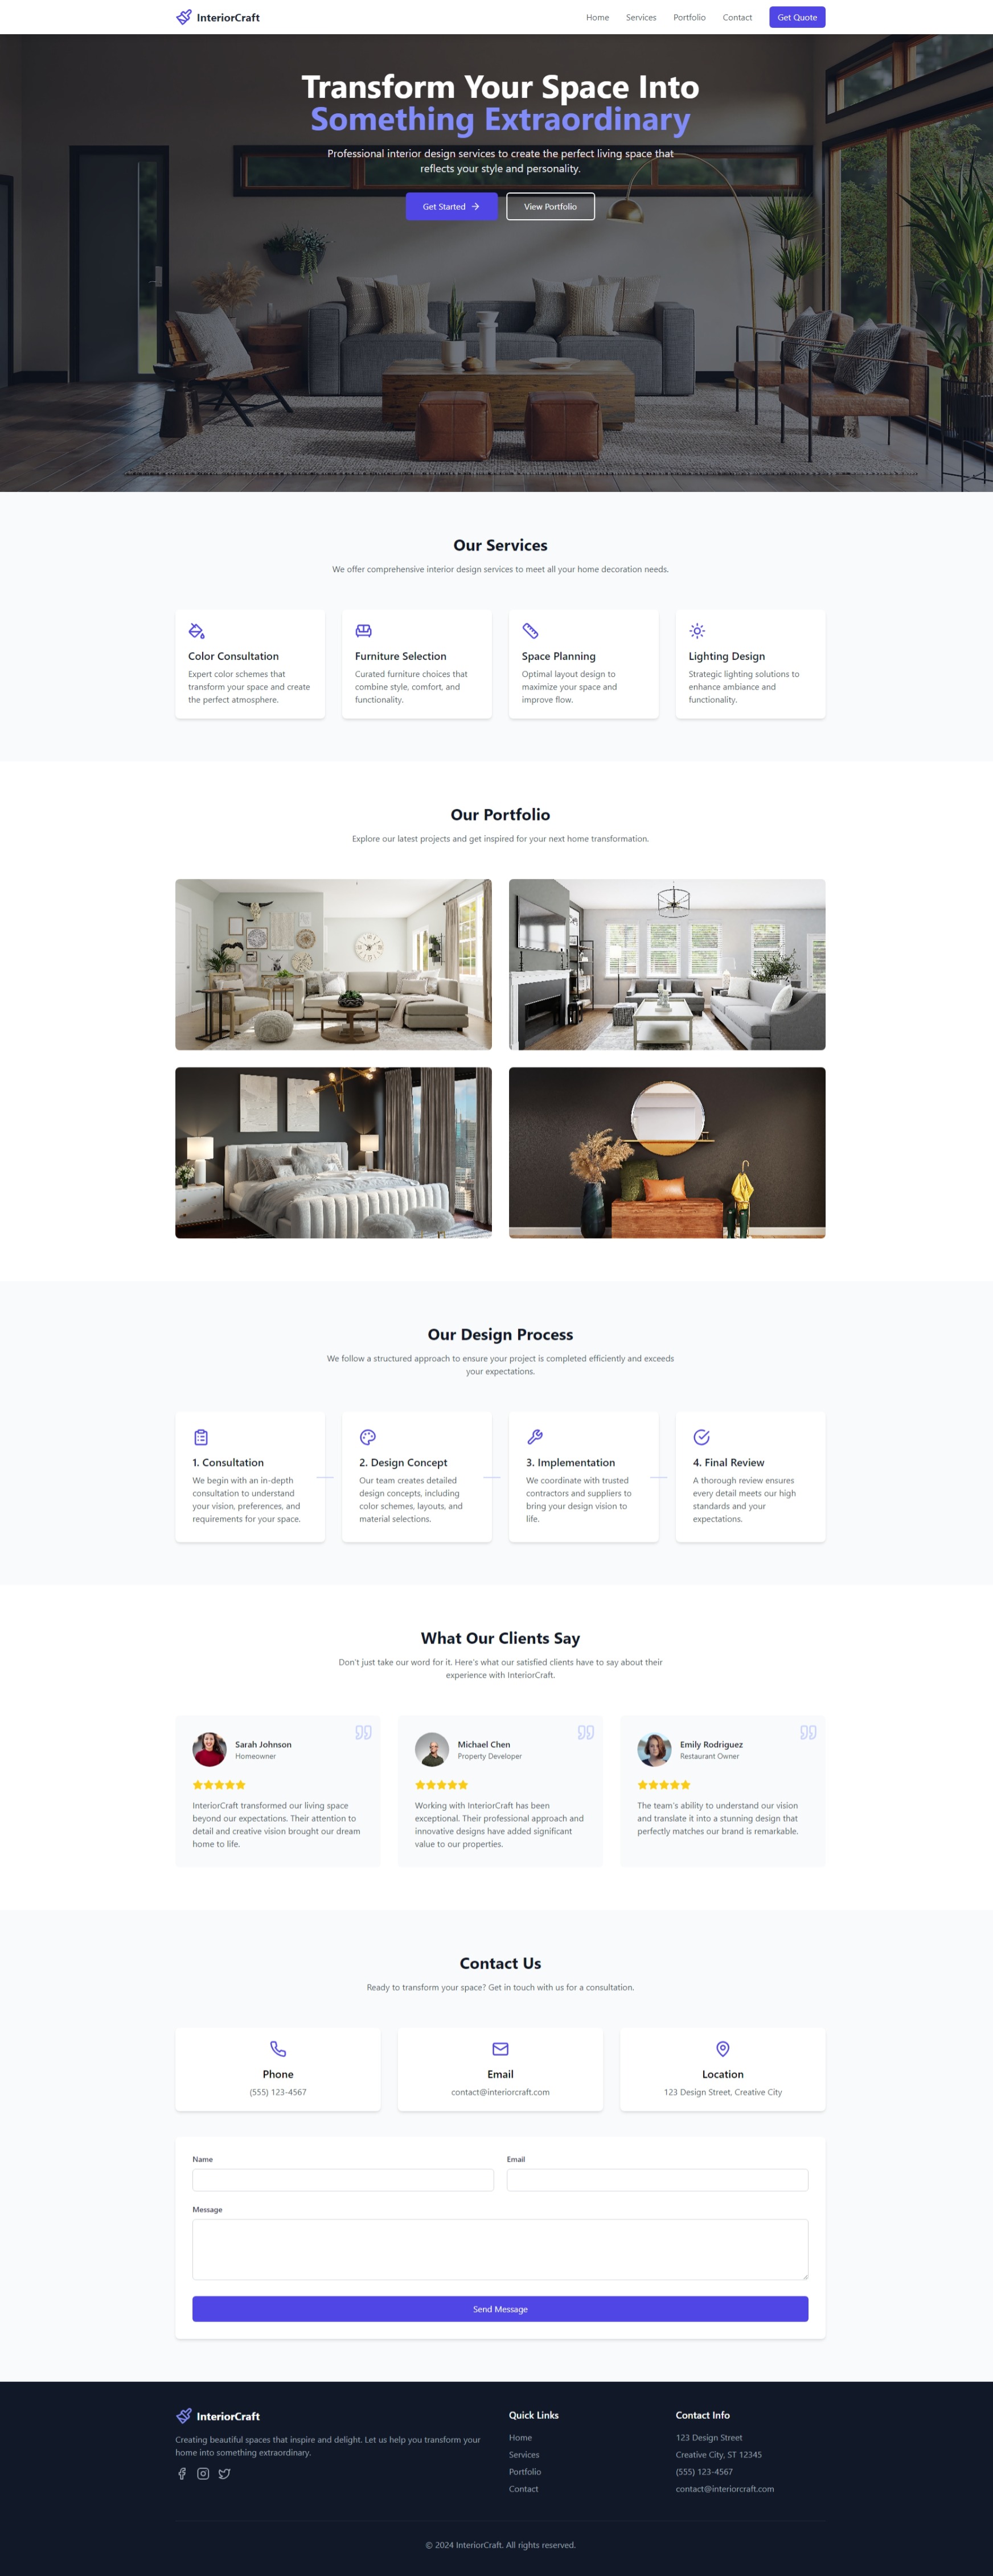 InteriorCraft
Home Services Portfolio Contact Get Quote
Transform Your Space Into
Something Extraordinary
Professional interior design services to create the perfect living space that
reflects your style and personality.
Get Started View Portfolio
Our Services
We offer comprehensive interior design services to meet all your home decoration needs.
Color Consultation
Expert color schemes that
transform your space and create
the perfect atmosphere.
Furniture Selection
Curated furniture choices that
combine style, comfort, and
functionality.
Space Planning
Optimal layout design to
maximize your space and
improve flow.
Lighting Design
Strategic lighting solutions to
enhance ambiance and
functionality.
Our Portfolio
Explore our latest projects and get inspired for your next home transformation.
Our Design Process
We follow a structured approach to ensure your project is completed efficiently and exceeds
your expectations.
1. Consultation
We begin with an in-depth
consultation to understand
your vision, preferences, and
requirements for your space.
2. Design Concept
Our team creates detailed
design concepts, including
color schemes, layouts, and
material selections.
3. Implementation
We coordinate with trusted
contractors and suppliers to
bring your design vision to
life.
4. Final Review
A thorough review ensures
every detail meets our high
standards and your
expectations.
What Our Clients Say
Don't just take our word for it. Here's what our satisfied clients have to say about their
experience with InteriorCraft.
Sarah Johnson
Homeowner
InteriorCraft transformed our living space
beyond our expectations. Their attention to
detail and creative vision brought our dream
home to life.
Michael Chen
Property Developer
Working with InteriorCraft has been
exceptional. Their professional approach and
innovative designs have added significant
value to our properties.
Emily Rodriguez
Restaurant Owner
The team's ability to understand our vision
and translate it into a stunning design that
perfectly matches our brand is remarkable.
Contact Us
Ready to transform your space? Get in touch with us for a consultation.
Phone
(555) 123-4567
Email
contact@interiorcraft.com
Location
123 Design Street, Creative City
Name
Email
Message
Send Message
InteriorCraft
Creating beautiful spaces that inspire and delight. Let us help you transform your
home into something extraordinary.
Quick Links
Home
Services
Portfolio
Contact
Contact Info
123 Design Street
Creative City, ST 12345
(555) 123-4567
contact@interiorcraft.com
© 2024 InteriorCraft. All rights reserved.